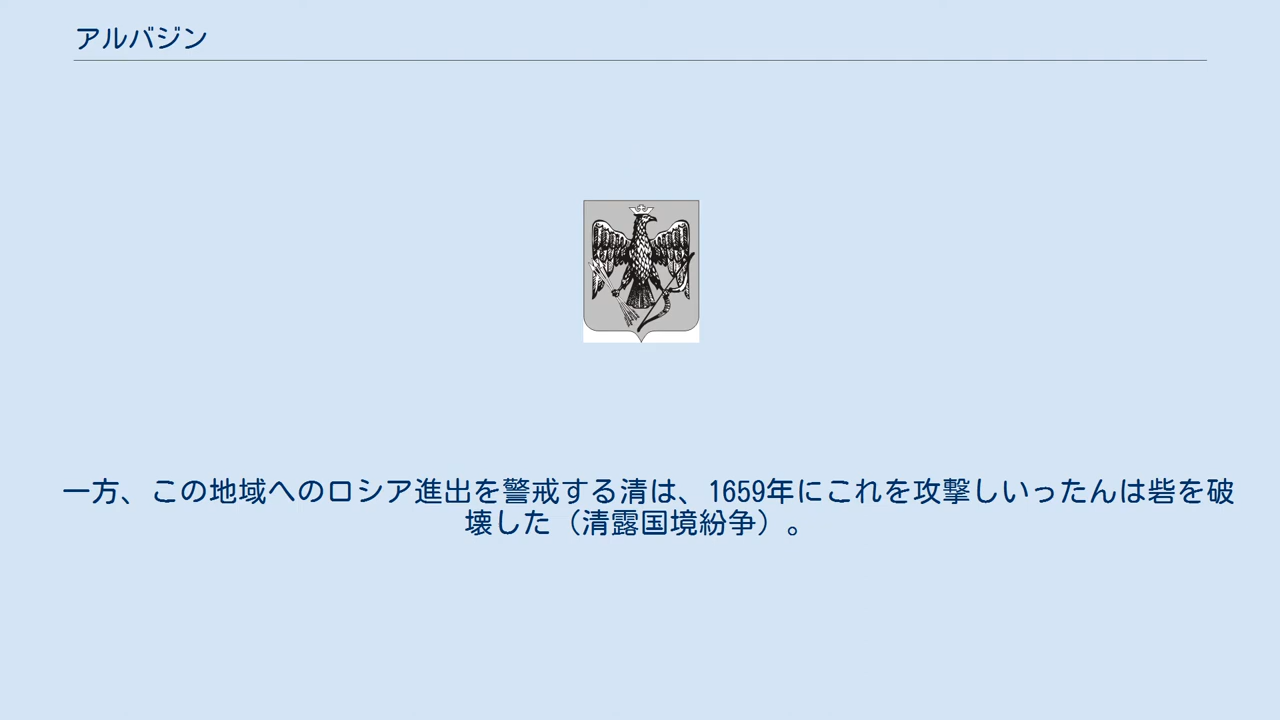 アルバジン
一方、この地域へのロシア進出を警戒する清は、1659年にこれを攻撃しいったんは砦を破
壊した（清露国境紛争）。